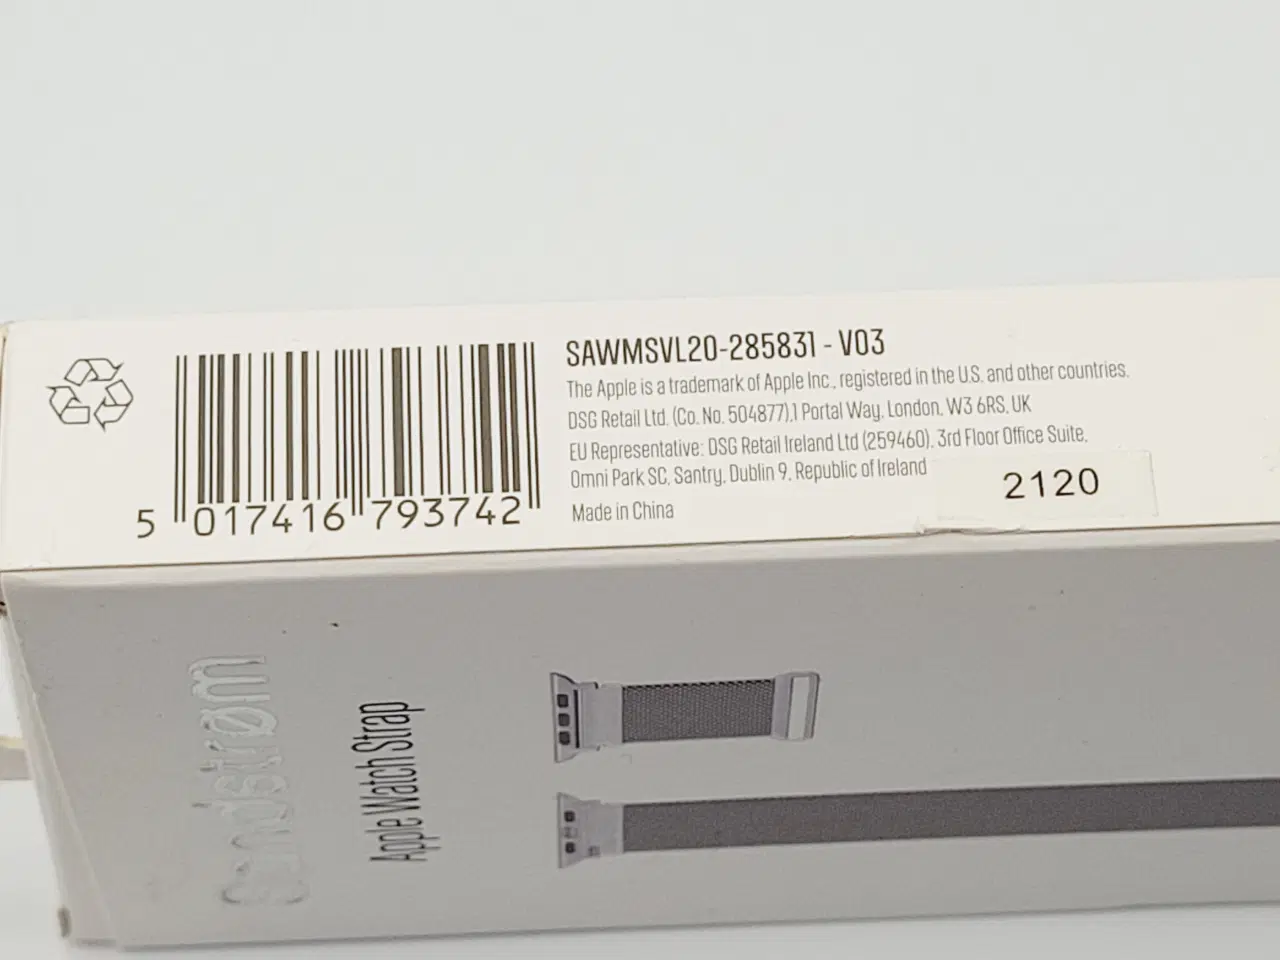 SAWMSVL20-285831 - V03
The Apple is a trademark of Apple Inc., registered in the U.S. and other countries.
DSG Retail Ltd. (Co. No. 504877),1 Portal Way, London, W3 6RS, UK
EU Representative: DSG Retail Ireland Ltd (259460), 3rd Floor Office Suite,
Omni Park SC, Santry, Dublin 9, Republic of Ireland
Made in China
2120
5 017416 793742
sandstrøm
Apple Watch Strap